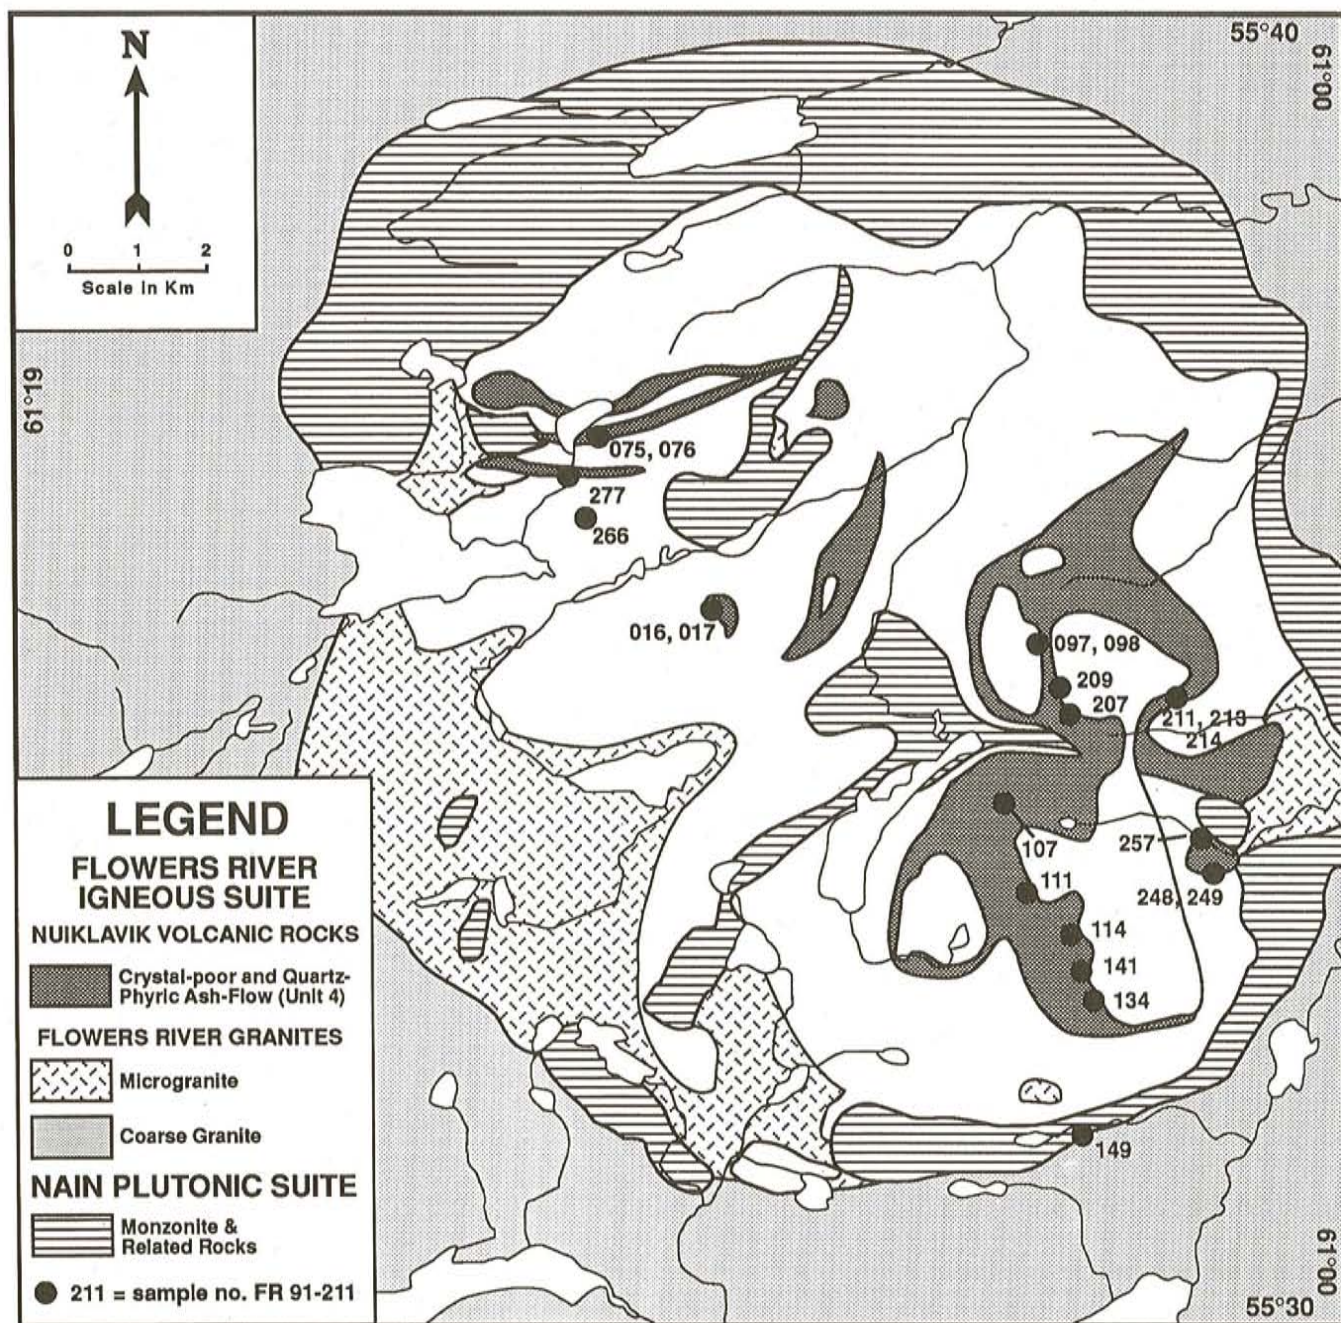 N
0 1 2
Scale in Km
55°40
61°00
61°19
075, 076
277
266
016, 017
097, 098
209
207
211, 213
214
107
257
111
248, 249
114
141
134
149
LEGEND
FLOWERS RIVER
IGNEOUS SUITE
NUIKLAVIK VOLCANIC ROCKS
Crystal-poor and Quartz-
Phyric Ash-Flow (Unit 4)
FLOWERS RIVER GRANITES
Microgranite
Coarse Granite
NAIN PLUTONIC SUITE
Monzonite &
Related Rocks
211 = sample no. FR 91-211
61°00
55°30